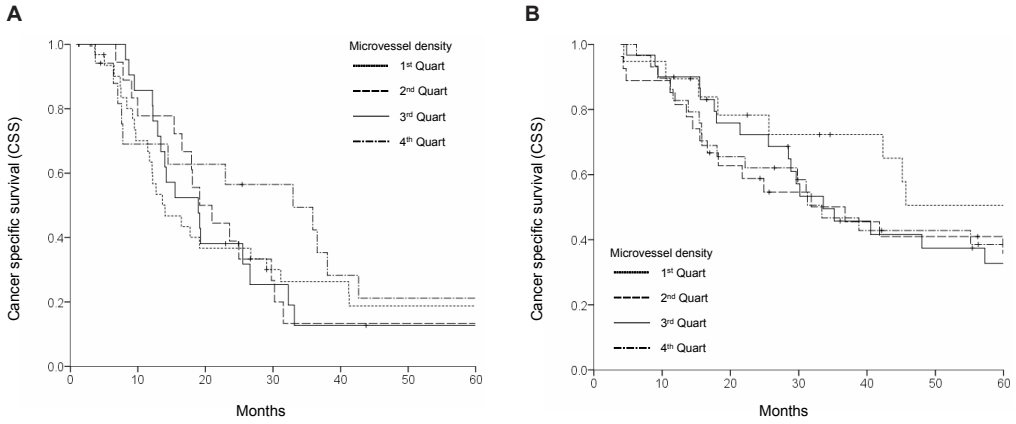 A
Cancer specific survival (CSS)
1.0
0.8
0.6
0.4
0.2
0.0
0 10 20 30 40 50 60
Months
Microvessel density
1st Quart
2nd Quart
3rd Quart
4th Quart
B
Cancer specific survival (CSS)
1.0
0.8
0.6
0.4
0.2
0.0
0 10 20 30 40 50 60
Months
Microvessel density
1st Quart
2nd Quart
3rd Quart
4th Quart